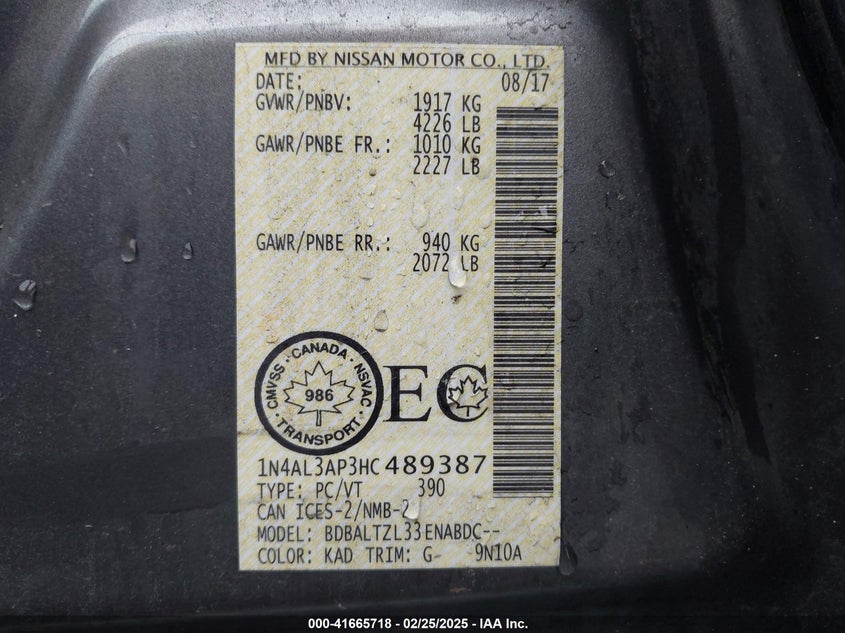 MFD BY NISSAN MOTOR CO., LTD.
DATE: 08/17
GVWR/PNBV: 1917 KG
4226 LB
GAWR/PNBE FR.: 1010 KG
2227 LB
GAWR/PNBE RR.: 940 KG
2072 LB
CANADA · NSVAC · TRANSPORT · CMVSS ·
986
EC
1N4AL3AP3HC489387
TYPE: PC/VT 390
CAN ICES-2/NMB-2
MODEL: BDBALTZL33ENABDC--
COLOR: KAD TRIM: G- 9N10A
000-41665718 - 02/25/2025 - IAA Inc.